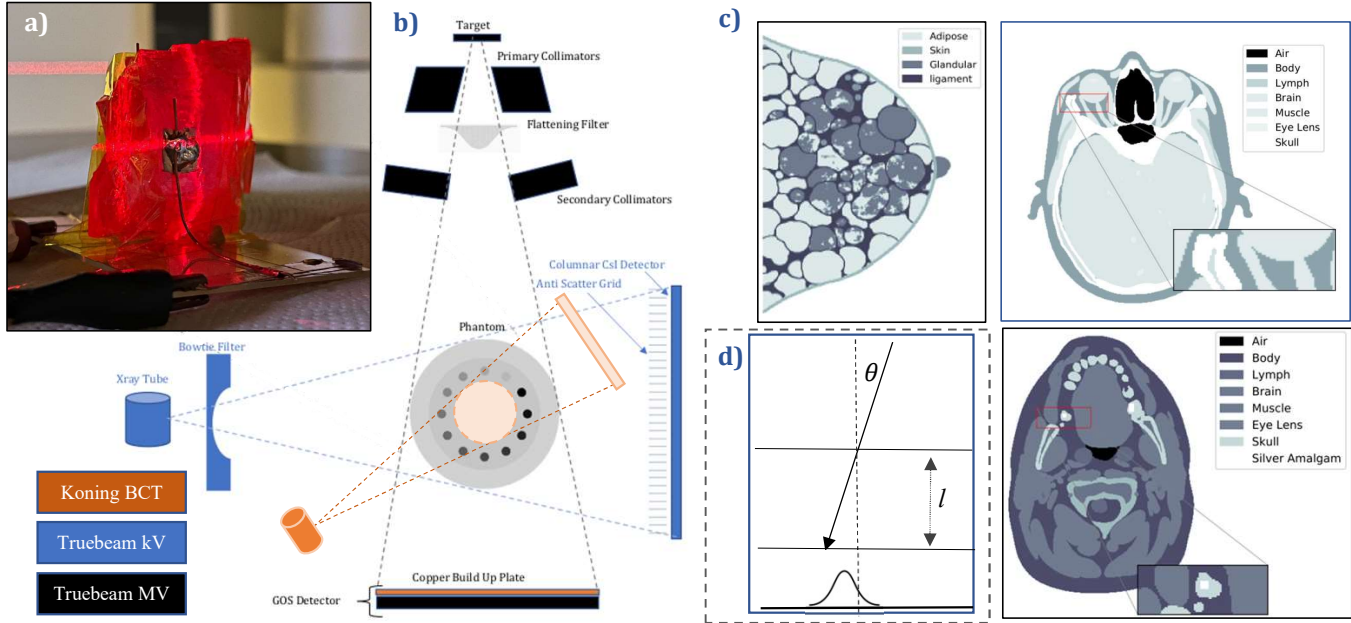 a)
b)
Target
Primary Collimators
Flattening Filter
Secondary Collimators
Columnar CsI Detector
Anti Scatter Grid
Phantom
Bowtie Filter
Xray Tube
Koning BCT
Truebeam kV
Truebeam MV
Copper Build Up Plate
GOS Detector
c)
Adipose
Skin
Glandular
ligament
Air
Body
Lymph
Brain
Muscle
Eye Lens
Skull
d)
θ
l
Air
Body
Lymph
Brain
Muscle
Eye Lens
Skull
Silver Amalgam